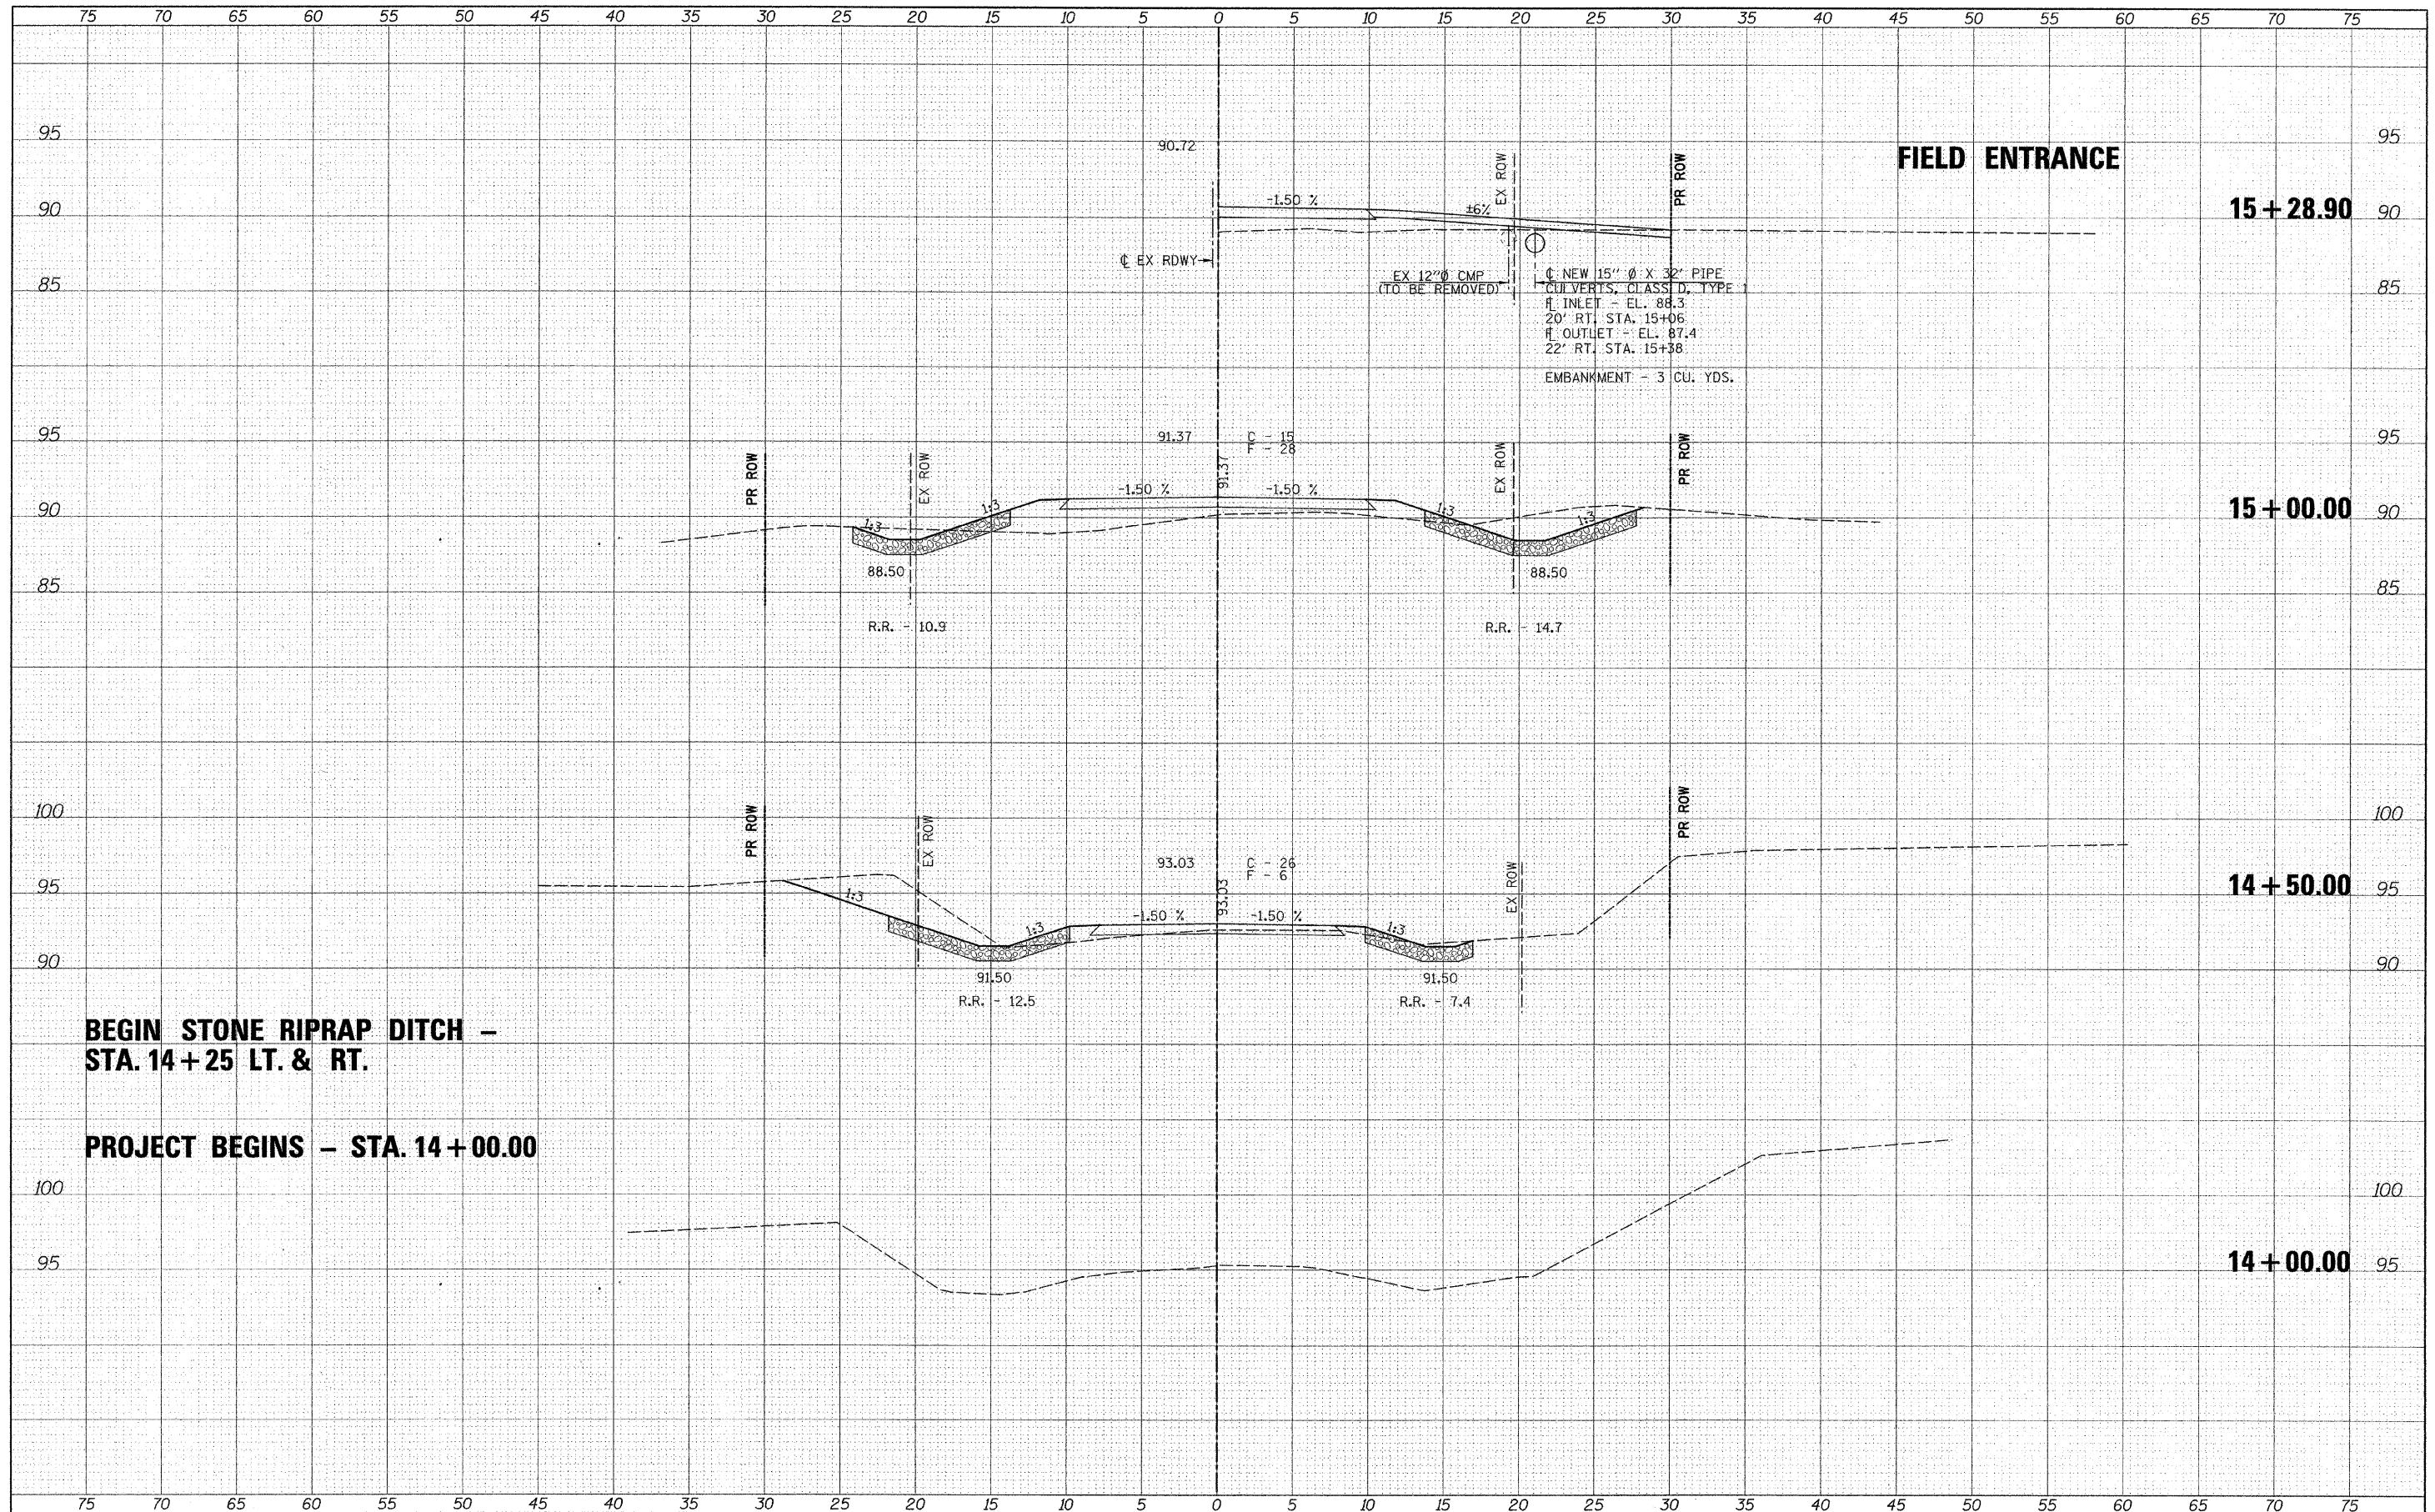 75 70 65 60 55 50 45 40 35 30 25 20 15 10 5 0 5 10 15 20 25 30 35 40 45 50 55 60 65 70 75
95 95
90.72
EX ROW
PR ROW
FIELD ENTRANCE
90 -1.50 % ±6% 15+28.90 90
℄ EX RDWY
EX 12"Ø CMP
(TO BE REMOVED)
℄ NEW 15" Ø X 32' PIPE
CULVERTS, CLASS D, TYPE 1
85 85
FL INLET - EL. 88.3
20' RT. STA. 15+06
FL OUTLET - EL. 87.4
22' RT. STA. 15+38
EMBANKMENT - 3 CU. YDS.
95 91.37 C - 15 95
F - 28
91.37
PR ROW
EX ROW
EX ROW
PR ROW
1:3 1:3 -1.50 % -1.50 % 1:3 1:3
90 15+00.00 90
88.50 88.50
85 85
R.R. - 10.9 R.R. - 14.7
100 100
PR ROW
EX ROW
EX ROW
PR ROW
93.03 C - 26
F - 6
93.03
95 14+50.00 95
1:3 1:3 -1.50 % -1.50 % 1:3
90 90
91.50 91.50
R.R. - 12.5 R.R. - 7.4
BEGIN STONE RIPRAP DITCH –
STA. 14+25 LT. & RT.
PROJECT BEGINS – STA. 14+00.00
100 100
95 14+00.00 95
75 70 65 60 55 50 45 40 35 30 25 20 15 10 5 0 5 10 15 20 25 30 35 40 45 50 55 60 65 70 75